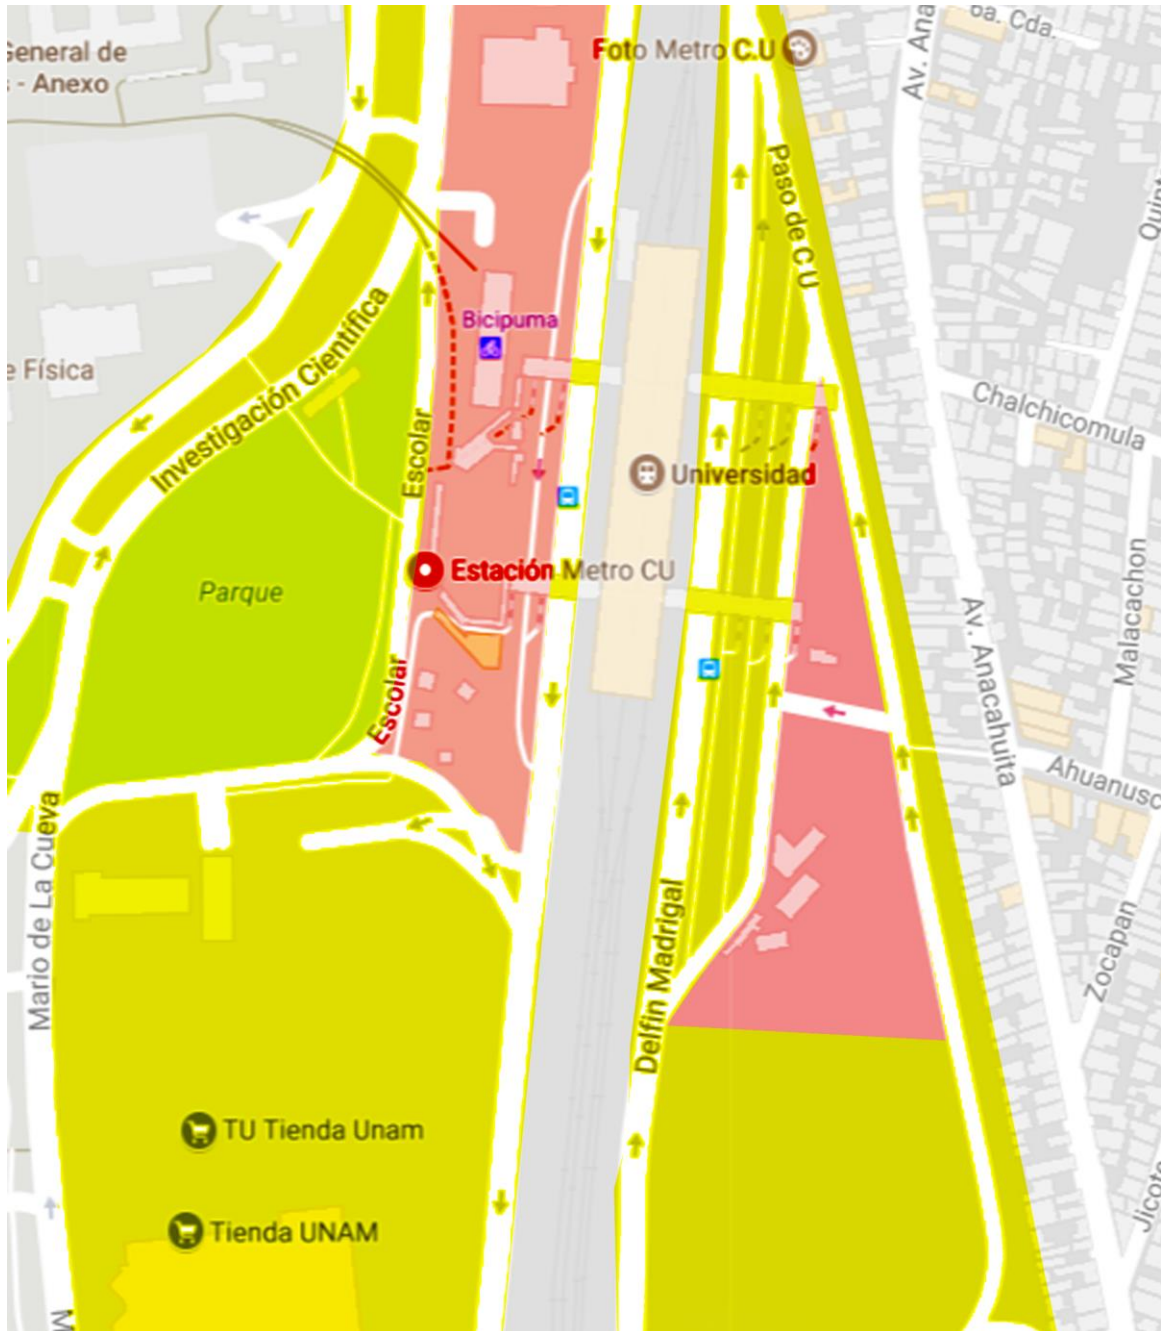 6a. Cda.
General de
- Anexo
Foto Metro C.U
Av. Ana
Paso de C U
Bicipuma
Investigación Científica
e Física
Escolar
Chalchicomula
Universidad
Estación Metro CU
Parque
Malacachon
Av. Anacahuita
Escolar
Ahuanusc
Mario de La Cueva
Delfín Madrigal
Zocapan
TU Tienda Unam
Jicote
Tienda UNAM
M